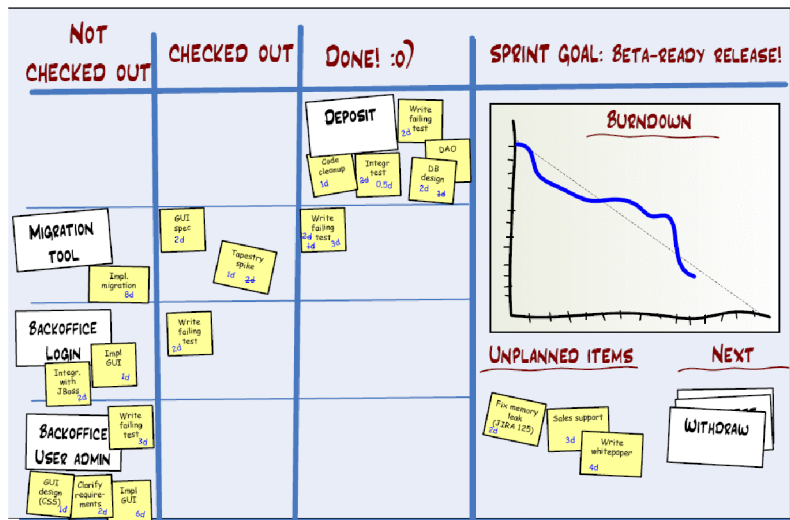 NOT
CHECKED OUT
CHECKED OUT
DONE! :o)
SPRINT GOAL: BETA-READY RELEASE!
DEPOSIT
Write
failing
test
2d
DAO
Code
cleanup
1d
Integr
test
2d 0.5d
DB
design
2d 3d
BURNDOWN
MIGRATION
TOOL
Impl.
migration
8d
GUI
spec
2d
Tapestry
spike
1d 2d
Write
failing
test
2d
1d 3d
BACKOFFICE
LOGIN
Integr.
with
JBoss
2d
Impl
GUI
1d
Write
failing
test
2d
BACKOFFICE
USER ADMIN
Write
failing
test
3d
GUI
design
(CSS)
1d
Clarify
require-
ments
2d
Impl
GUI
6d
UNPLANNED ITEMS
NEXT
Fix memory
leak
(JIRA 125)
2d
Sales support
3d
Write
whitepaper
4d
WITHDRAW